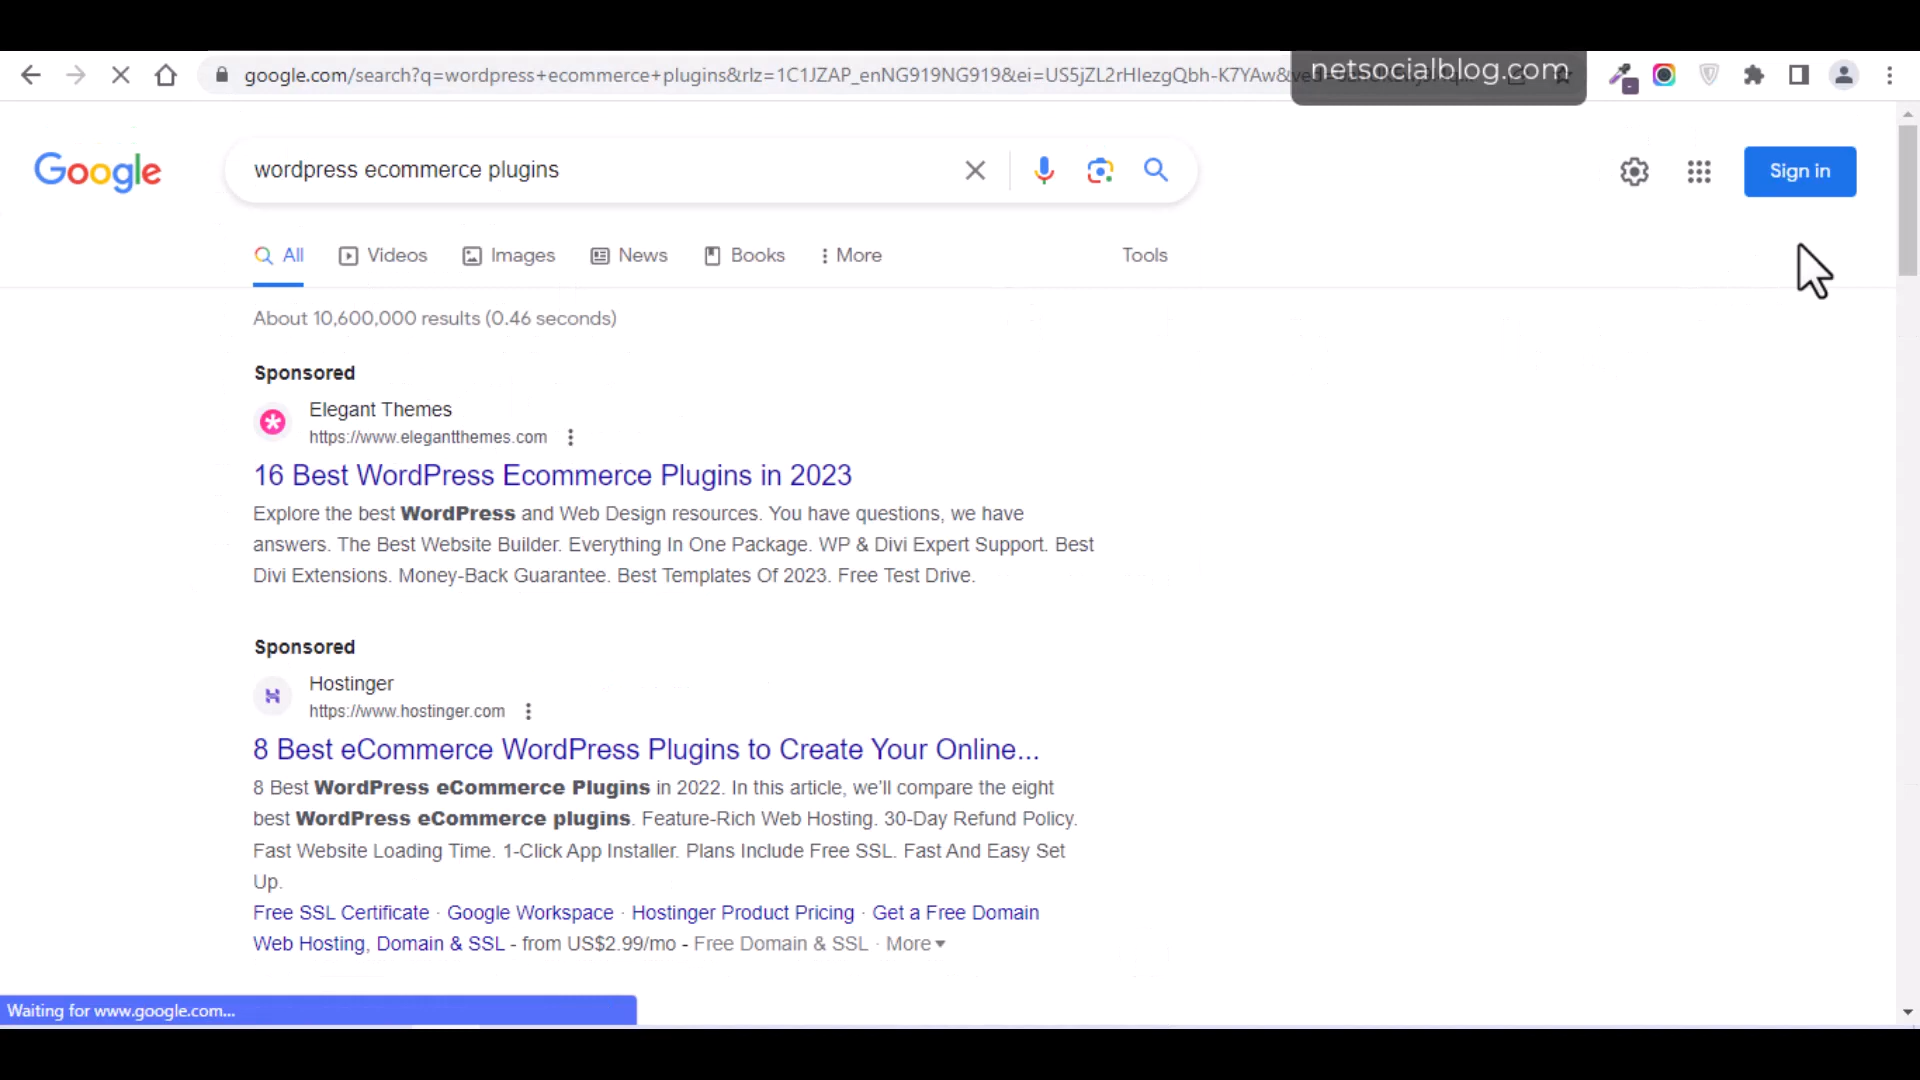 google.com/search?q=wordpress+ecommerce+plugins&rlz=1C1JZAP_enNG919NG919&ei=US5jZL2rHIezgQbh-K7YAw&
netsocialblog.com
Google
wordpress ecommerce plugins
Sign in
All Videos Images News Books More Tools
About 10,600,000 results (0.46 seconds)
Sponsored
Elegant Themes
https://www.elegantthemes.com
16 Best WordPress Ecommerce Plugins in 2023
Explore the best WordPress and Web Design resources. You have questions, we have
answers. The Best Website Builder. Everything In One Package. WP & Divi Expert Support. Best
Divi Extensions. Money-Back Guarantee. Best Templates Of 2023. Free Test Drive.
Sponsored
Hostinger
https://www.hostinger.com
8 Best eCommerce WordPress Plugins to Create Your Online...
8 Best WordPress eCommerce Plugins in 2022. In this article, we'll compare the eight
best WordPress eCommerce plugins. Feature-Rich Web Hosting. 30-Day Refund Policy.
Fast Website Loading Time. 1-Click App Installer. Plans Include Free SSL. Fast And Easy Set
Up.
Free SSL Certificate · Google Workspace · Hostinger Product Pricing · Get a Free Domain
Web Hosting, Domain & SSL - from US$2.99/mo - Free Domain & SSL · More
Waiting for www.google.com...